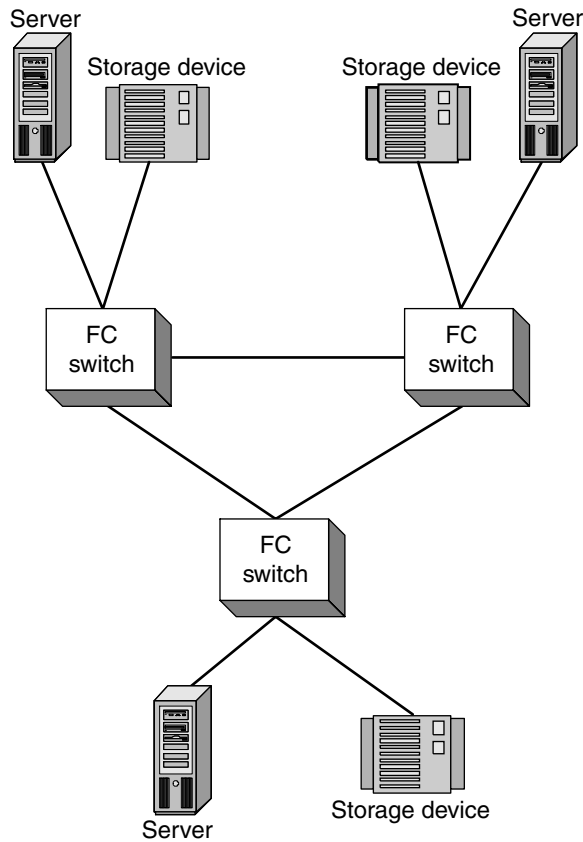 Server
Storage device
Storage device
Server
FC
switch
FC
switch
FC
switch
Server
Storage device